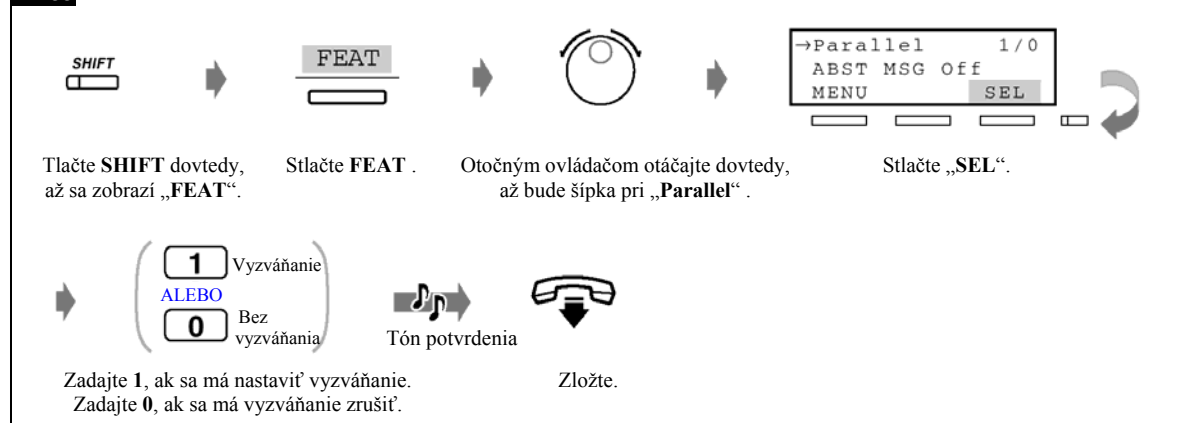 SHIFT
FEAT
→Parallel 1/0
ABST MSG Off
MENU SEL
Tlačte SHIFT dovtedy,
až sa zobrazí „FEAT“.
Stlačte FEAT .
Otočným ovládačom otáčajte dovtedy,
až bude šípka pri „Parallel“ .
Stlačte „SEL“.
1 Vyzváňanie
ALEBO
0 Bez
vyzváňania
Tón potvrdenia
Zadajte 1, ak sa má nastaviť vyzváňanie.
Zadajte 0, ak sa má vyzváňanie zrušiť.
Zložte.